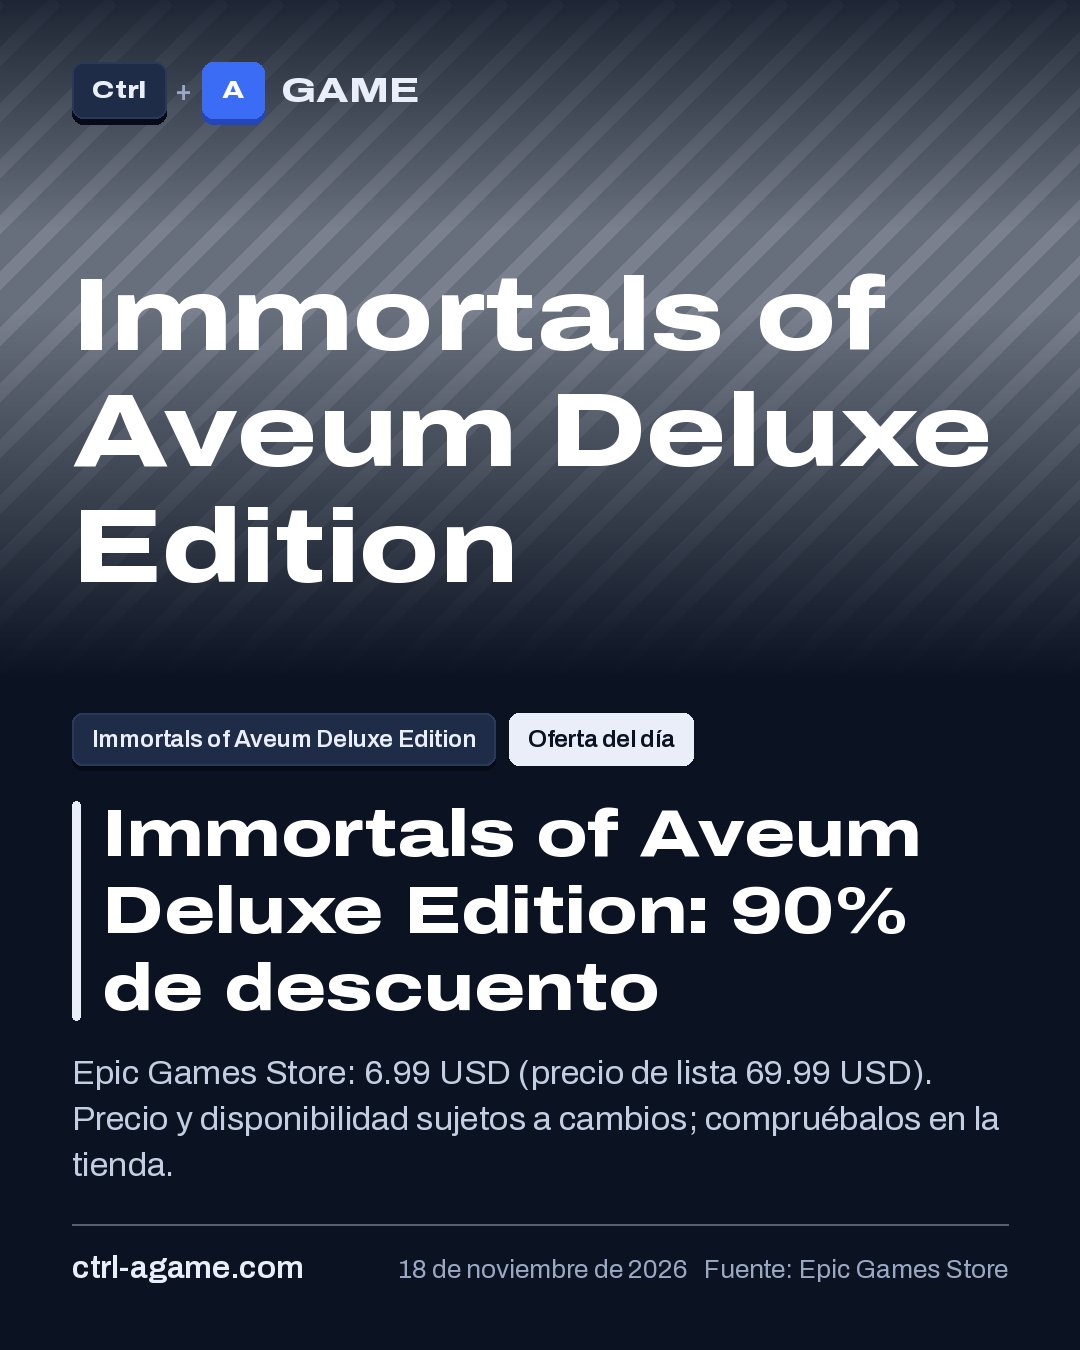 Ctrl + A GAME
Immortals of
Aveum Deluxe
Edition
Immortals of Aveum Deluxe Edition Oferta del día
Immortals of Aveum
Deluxe Edition: 90%
de descuento
Epic Games Store: 6.99 USD (precio de lista 69.99 USD).
Precio y disponibilidad sujetos a cambios; compruébalos en la
tienda.
ctrl-agame.com 18 de noviembre de 2026 Fuente: Epic Games Store